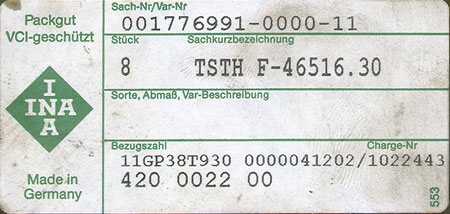 Packgut
VCI-geschützt
INA
INA
Made in
Germany
Sach-Nr/Var-Nr
001776991-0000-11
Stück
Sachkurzbezeichnung
8 TSTH F-46516.30
Sorte, Abmaß, Var-Beschreibung
Bezugszahl
Charge-Nr
11GP38T930 0000041202/1022443
420 0022 00
553